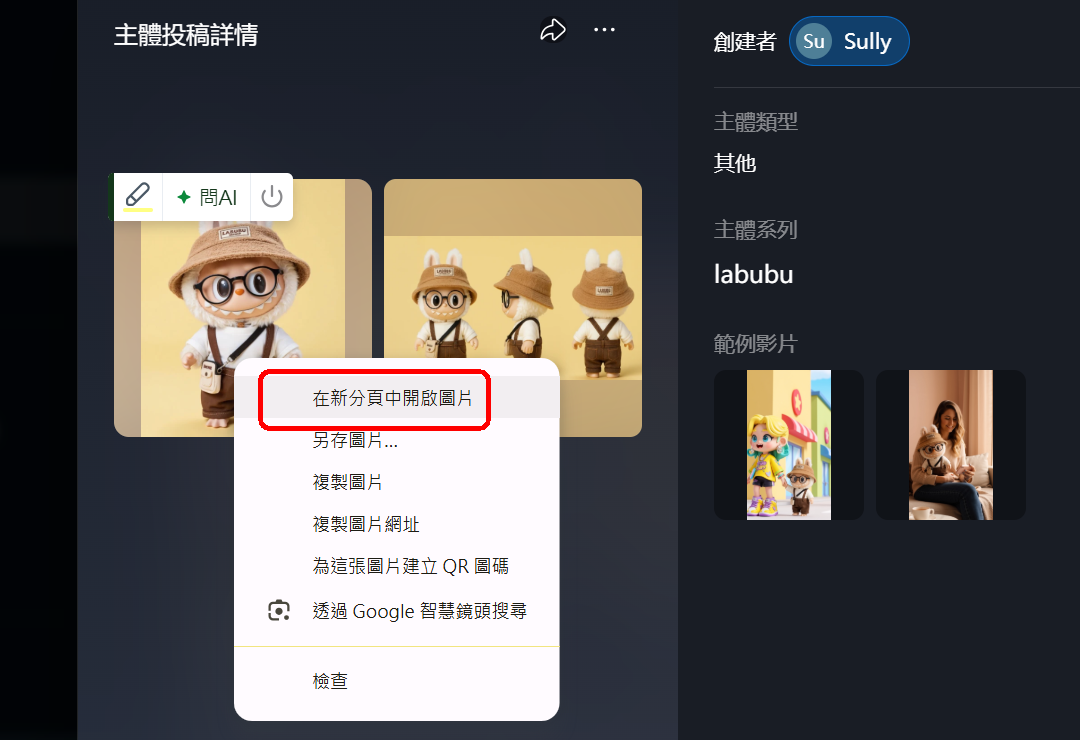 主體投稿詳情
問AI
LABUBU
LABUBU
在新分頁中開啟圖片
另存圖片...
複製圖片
複製圖片網址
為這張圖片建立 QR 圖碼
透過 Google 智慧鏡頭搜尋
檢查
創建者
Su
Sully
主體類型
其他
主體系列
labubu
範例影片